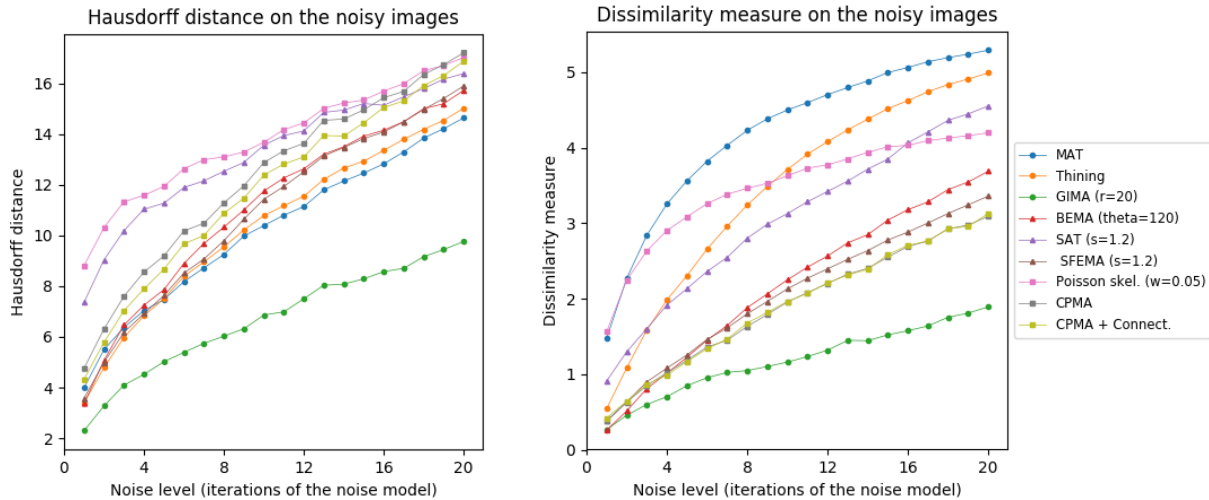 Hausdorff distance on the noisy images
Hausdorff distance
16
14
12
10
8
6
4
2
0 4 8 12 16 20
Noise level (iterations of the noise model)
Dissimilarity measure on the noisy images
Dissimilarity measure
5
4
3
2
1
0
0 4 8 12 16 20
Noise level (iterations of the noise model)
MAT
Thining
GIMA (r=20)
BEMA (theta=120)
SAT (s=1.2)
SFEMA (s=1.2)
Poisson skel. (w=0.05)
CPMA
CPMA + Connect.